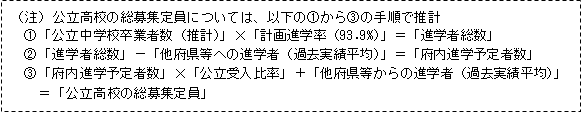 (注) 公立高校の総募集定員については、以下の①から③の手順で推計
①「公立中学校卒業者数(推計)」×「計画進学率(93.9%)」=「進学者総数」
②「進学者総数」-「他府県等への進学者(過去実績平均)」=「府内進学予定者数」
③「府内進学予定者数」×「公立受入比率」+「他府県等からの進学者(過去実績平均)」
=「公立高校の総募集定員」